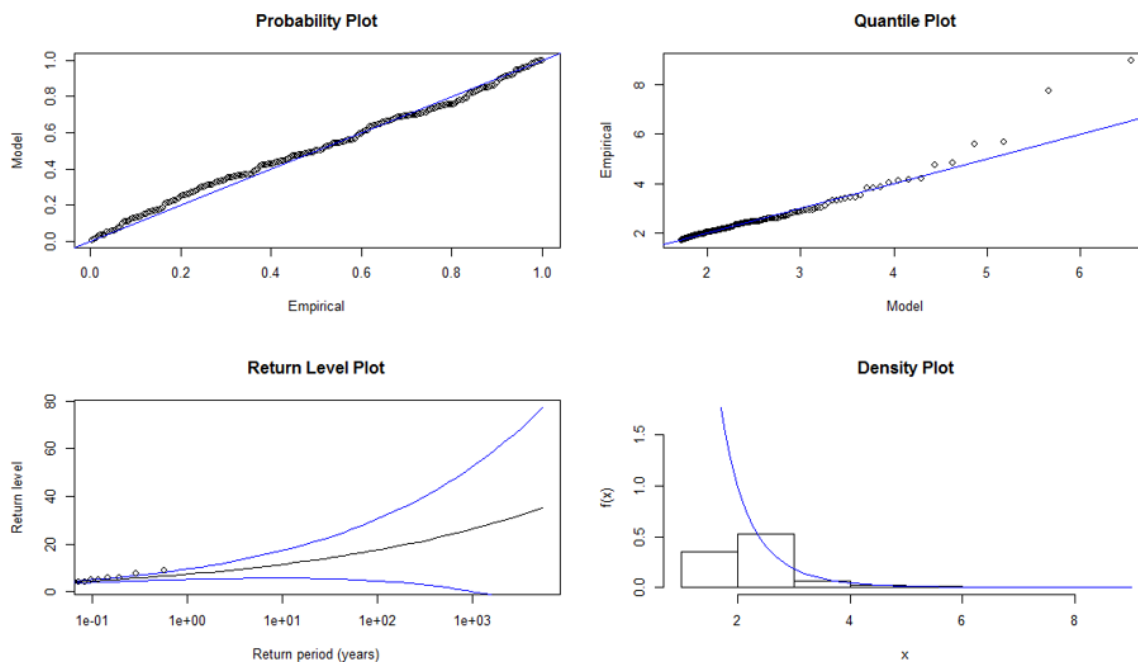 Probability Plot
Model
0.0 0.2 0.4 0.6 0.8 1.0
0.0 0.2 0.4 0.6 0.8 1.0
Empirical
Quantile Plot
Empirical
2 4 6 8
2 3 4 5 6
Model
Return Level Plot
Return level
0 20 40 60 80
1e-01 1e+00 1e+01 1e+02 1e+03
Return period (years)
Density Plot
f(x)
0.0 0.5 1.0 1.5
2 4 6 8
x